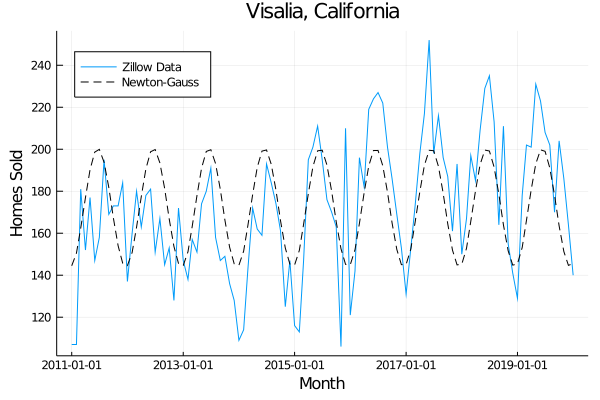 Visalia, California
Zillow Data
Newton-Gauss
Homes Sold
240
220
200
180
160
140
120
2011-01-01 2013-01-01 2015-01-01 2017-01-01 2019-01-01
Month